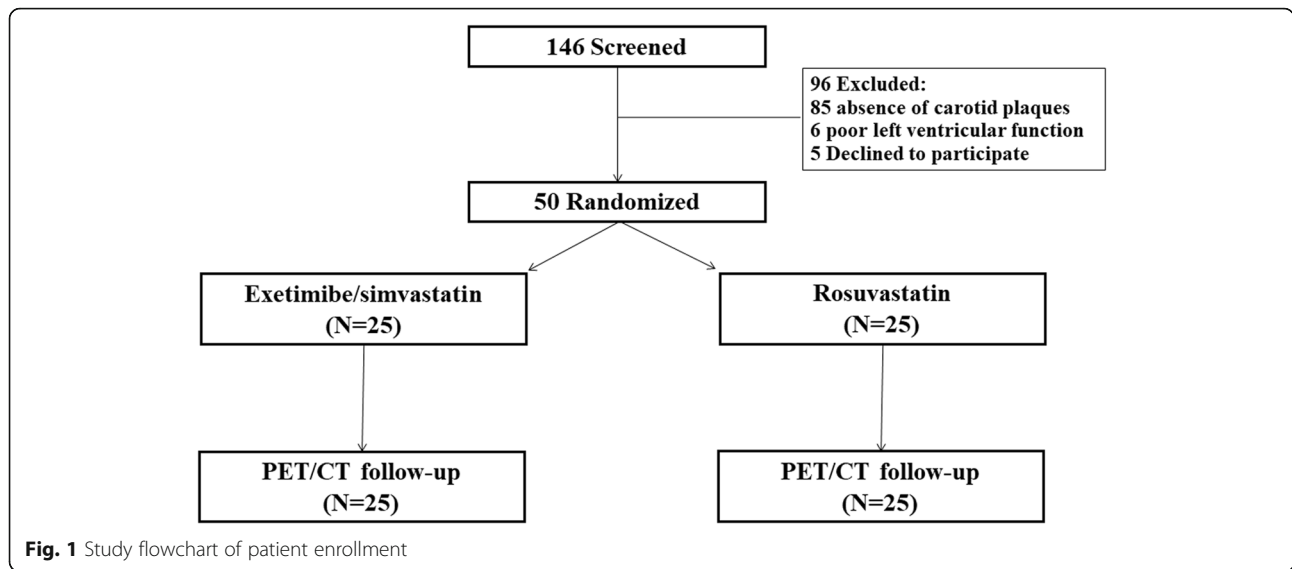 146 Screened
96 Excluded:
85 absence of carotid plaques
6 poor left ventricular function
5 Declined to participate
50 Randomized
Exetimibe/simvastatin
(N=25)
Rosuvastatin
(N=25)
PET/CT follow-up
(N=25)
PET/CT follow-up
(N=25)
Fig. 1 Study flowchart of patient enrollment